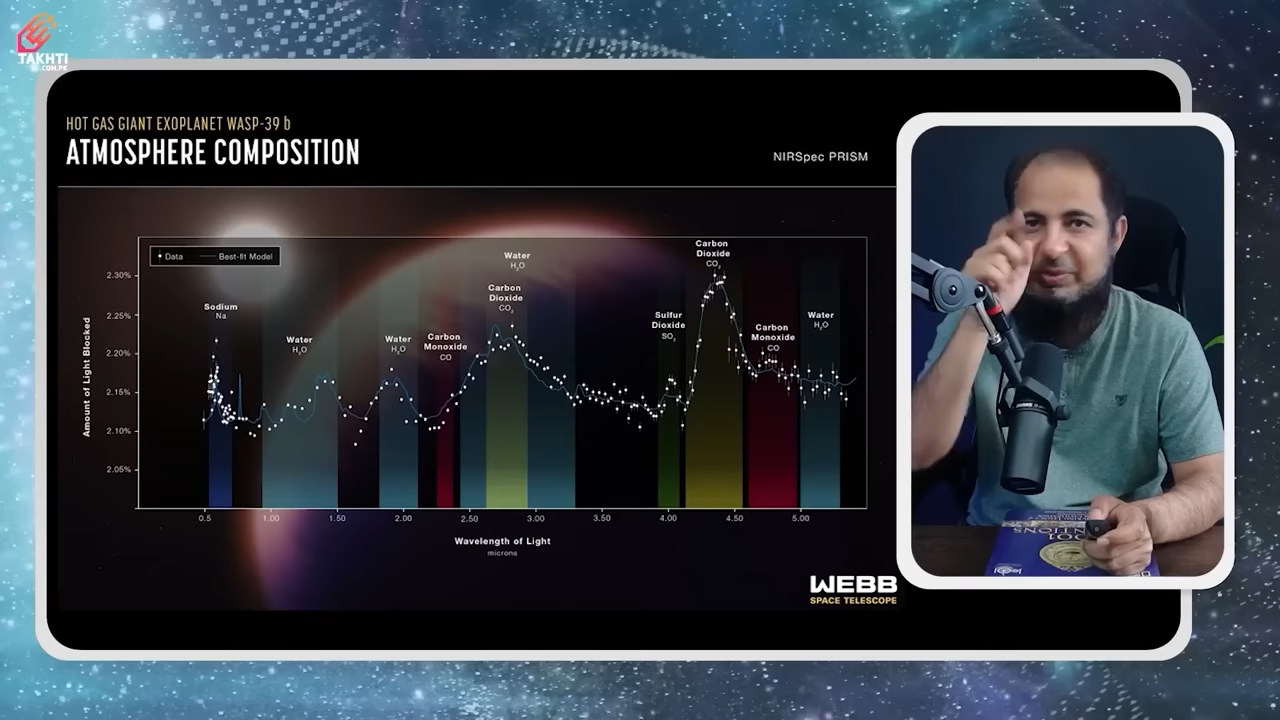 TAKHTI
.COM.PK
HOT GAS GIANT EXOPLANET WASP-39 b
ATMOSPHERE COMPOSITION
NIRSpec PRISM
Data
Best-fit Model
Amount of Light Blocked
2.30%
2.25%
2.20%
2.15%
2.10%
2.05%
Sodium
Na
Water
H₂O
Water
H₂O
Carbon
Monoxide
CO
Water
H₂O
Carbon
Dioxide
CO₂
Sulfur
Dioxide
SO₂
Carbon
Dioxide
CO₂
Carbon
Monoxide
CO
Water
H₂O
0.5 1.00 1.50 2.00 2.50 3.00 3.50 4.00 4.50 5.00
Wavelength of Light
microns
WEBB
SPACE TELESCOPE
1001